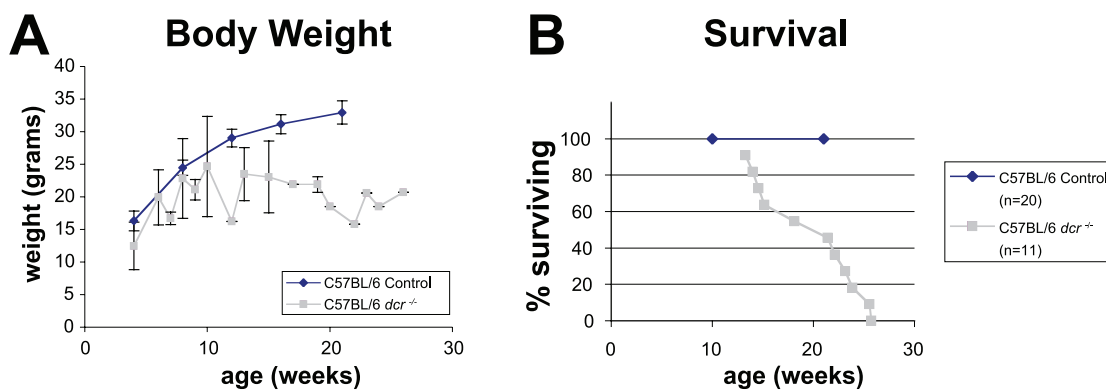 A
Body Weight
40
35
30
25
20
15
10
5
0
weight (grams)
0 10 20 30
age (weeks)
C57BL/6 Control
C57BL/6 dcr -/-
B
Survival
100
80
60
40
20
0
% surviving
0 10 20 30
age (weeks)
C57BL/6 Control
(n=20)
C57BL/6 dcr -/-
(n=11)